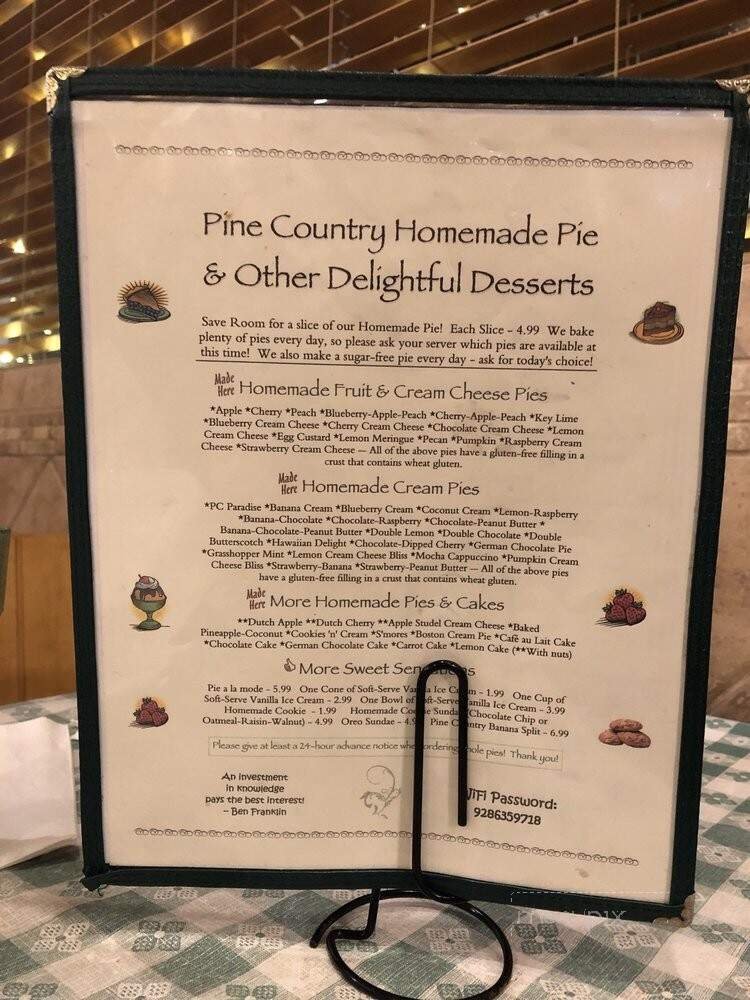 Pine Country Homemade Pie
& Other Delightful Desserts
Save Room for a slice of our Homemade Pie! Each Slice - 4.99 We bake
plenty of pies every day, so please ask your server which pies are available at
this time! We also make a sugar-free pie every day - ask for today's choice!
Made
Here Homemade Fruit & Cream Cheese Pies
*Apple *Cherry *Peach *Blueberry-Apple-Peach *Cherry-Apple-Peach *Key Lime
*Blueberry Cream Cheese *Cherry Cream Cheese *Chocolate Cream Cheese *Lemon
Cream Cheese *Egg Custard *Lemon Meringue *Pecan *Pumpkin *Raspberry Cream
Cheese *Strawberry Cream Cheese — All of the above pies have a gluten-free filling in a
crust that contains wheat gluten.
Made
Here Homemade Cream Pies
*PC Paradise *Banana Cream *Blueberry Cream *Coconut Cream *Lemon-Raspberry
*Banana-Chocolate *Chocolate-Raspberry *Chocolate-Peanut Butter *
Banana-Chocolate-Peanut Butter *Double Lemon *Double Chocolate *Double
Butterscotch *Hawaiian Delight *Chocolate-Dipped Cherry *German Chocolate Pie
*Grasshopper Mint *Lemon Cream Cheese Bliss *Mocha Cappuccino *Pumpkin Cream
Cheese Bliss *Strawberry-Banana *Strawberry-Peanut Butter — All of the above pies
have a gluten-free filling in a crust that contains wheat gluten.
Made
Here More Homemade Pies & Cakes
**Dutch Apple **Dutch Cherry **Apple Studel Cream Cheese *Baked
Pineapple-Coconut *Cookies 'n' Cream *S'mores *Boston Cream Pie *Café au Lait Cake
*Chocolate Cake *German Chocolate Cake *Carrot Cake *Lemon Cake (**With nuts)
More Sweet Sensations
Pie a la mode - 5.99 One Cone of Soft-Serve Vanilla Ice Cream - 1.99 One Cup of
Soft-Serve Vanilla Ice Cream - 2.99 One Bowl of Soft-Serve Vanilla Ice Cream - 3.99
Homemade Cookie - 1.99 Homemade Cookie Sundae (Chocolate Chip or
Oatmeal-Raisin-Walnut) - 4.99 Oreo Sundae - 4.99 Pine Country Banana Split - 6.99
Please give at least a 24-hour advance notice when ordering whole pies! Thank you!
An investment
in knowledge
pays the best interest!
-- Ben Franklin
WiFi Password:
9286359718